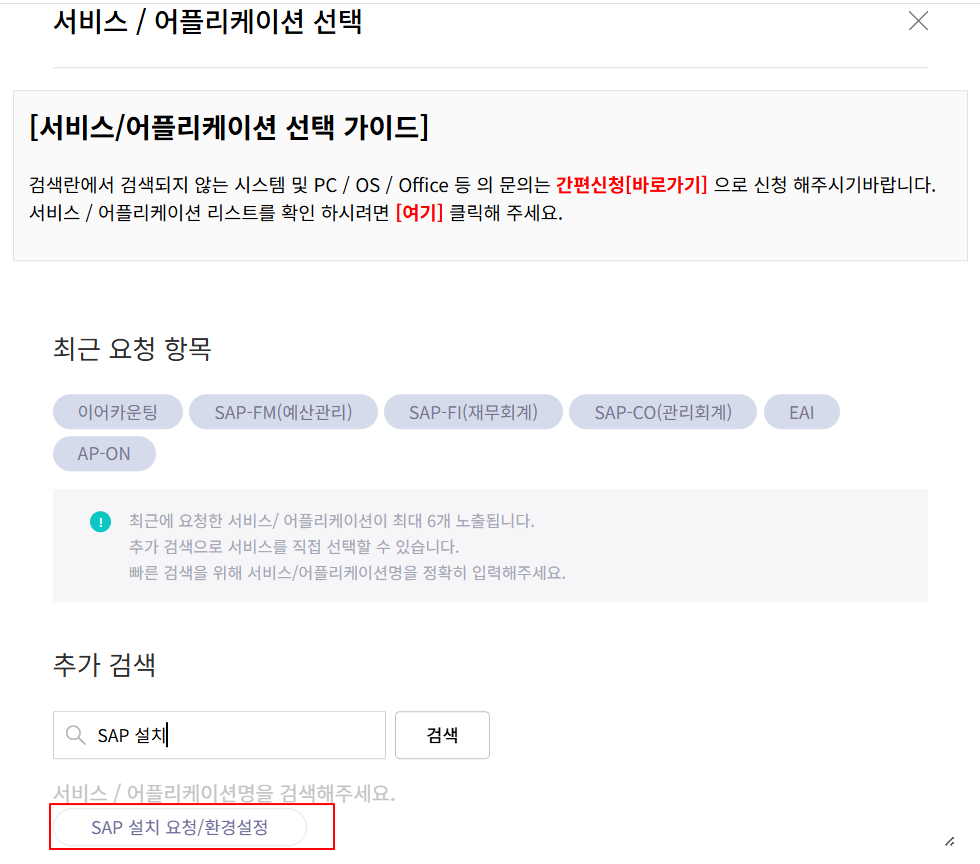 서비스 / 어플리케이션 선택
[서비스/어플리케이션 선택 가이드]
검색란에서 검색되지 않는 시스템 및 PC / OS / Office 등 의 문의는 간편신청[바로가기] 으로 신청 해주시기바랍니다.
서비스 / 어플리케이션 리스트를 확인 하시려면 [여기] 클릭해 주세요.
최근 요청 항목
이어카운팅 SAP-FM(예산관리) SAP-FI(재무회계) SAP-CO(관리회계) EAI
AP-ON
최근에 요청한 서비스/ 어플리케이션이 최대 6개 노출됩니다.
추가 검색으로 서비스를 직접 선택할 수 있습니다.
빠른 검색을 위해 서비스/어플리케이션명을 정확히 입력해주세요.
추가 검색
SAP 설치 검색
서비스 / 어플리케이션명을 검색해주세요.
SAP 설치 요청/환경설정